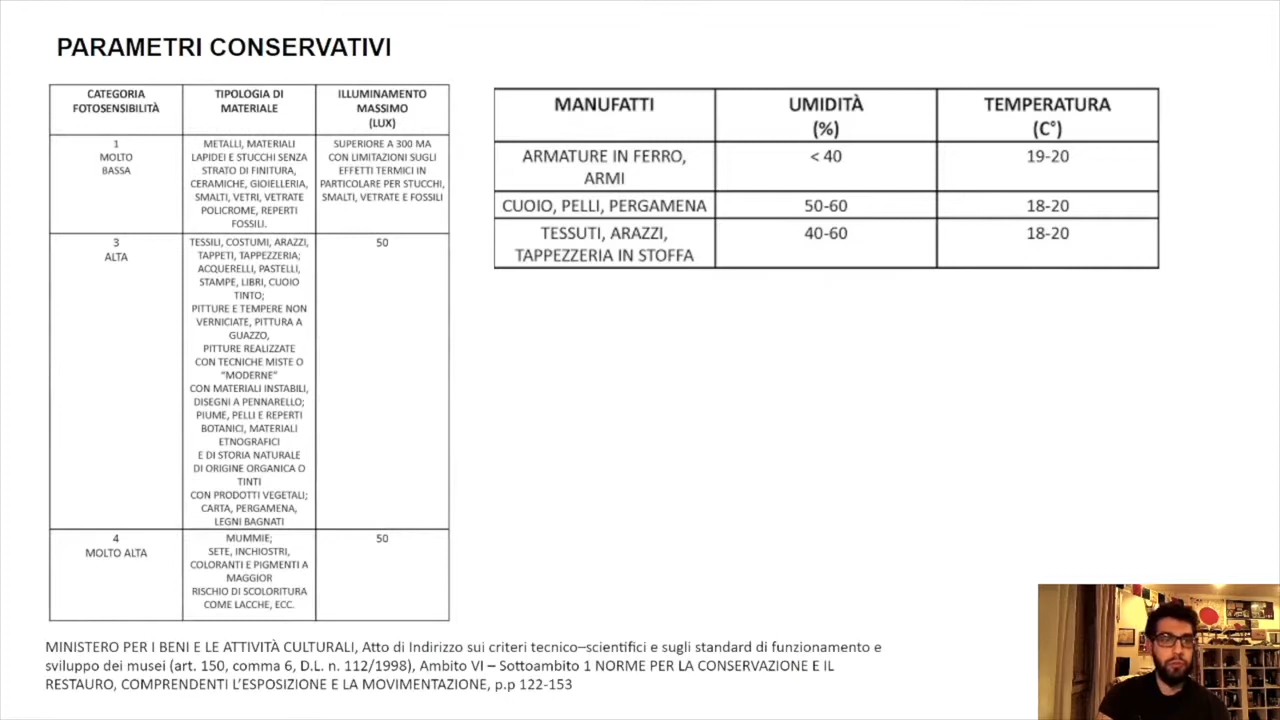 PARAMETRI CONSERVATIVI
CATEGORIA
FOTOSENSIBILITÀ
TIPOLOGIA DI
MATERIALE
ILLUMINAMENTO
MASSIMO
(LUX)
1
MOLTO
BASSA
METALLI, MATERIALI
LAPIDEI E STUCCHI SENZA
STRATO DI FINITURA,
CERAMICHE, GIOIELLERIA,
SMALTI, VETRI, VETRATE
POLICROME, REPERTI
FOSSILI.
SUPERIORE A 300 MA
CON LIMITAZIONI SUGLI
EFFETTI TERMICI IN
PARTICOLARE PER STUCCHI,
SMALTI, VETRATE E FOSSILI
3
ALTA
TESSILI, COSTUMI, ARAZZI,
TAPPETI, TAPPEZZERIA;
ACQUERELLI, PASTELLI,
STAMPE, LIBRI, CUOIO
TINTO;
PITTURE E TEMPERE NON
VERNICIATE, PITTURA A
GUAZZO,
PITTURE REALIZZATE
CON TECNICHE MISTE O
"MODERNE"
CON MATERIALI INSTABILI,
DISEGNI A PENNARELLO;
PIUME, PELLI E REPERTI
BOTANICI, MATERIALI
ETNOGRAFICI
E DI STORIA NATURALE
DI ORIGINE ORGANICA O
TINTI
CON PRODOTTI VEGETALI;
CARTA, PERGAMENA,
LEGNI BAGNATI
50
4
MOLTO ALTA
MUMMIE;
SETE, INCHIOSTRI,
COLORANTI E PIGMENTI A
MAGGIOR
RISCHIO DI SCOLORITURA
COME LACCHE, ECC.
50
MANUFATTI
UMIDITÀ
(%)
TEMPERATURA
(C°)
ARMATURE IN FERRO,
ARMI
< 40
19-20
CUOIO, PELLI, PERGAMENA
50-60
18-20
TESSUTI, ARAZZI,
TAPPEZZERIA IN STOFFA
40-60
18-20
MINISTERO PER I BENI E LE ATTIVITÀ CULTURALI, Atto di Indirizzo sui criteri tecnico–scientifici e sugli standard di funzionamento e
sviluppo dei musei (art. 150, comma 6, D.L. n. 112/1998), Ambito VI – Sottoambito 1 NORME PER LA CONSERVAZIONE E IL
RESTAURO, COMPRENDENTI L'ESPOSIZIONE E LA MOVIMENTAZIONE, p.p 122-153